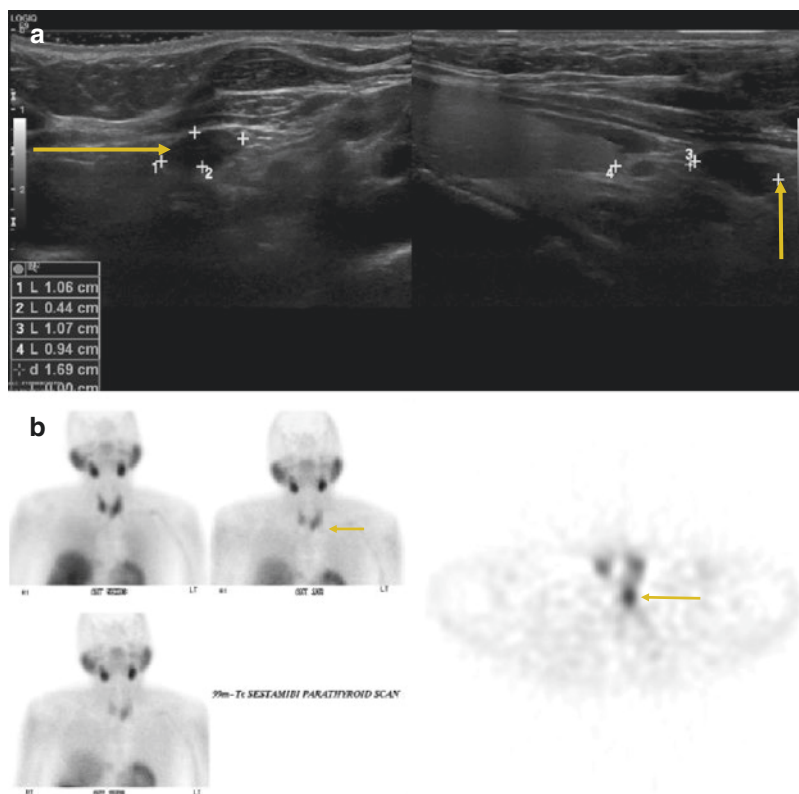 LOGIQ
E9
a
1
2
4
3
1 L 1.06 cm
2 L 0.44 cm
3 L 1.07 cm
4 L 0.94 cm
d 1.69 cm
b
RT
LT
RT
LT
RT
LT
99m-Tc SESTAMIBI PARATHYROID SCAN